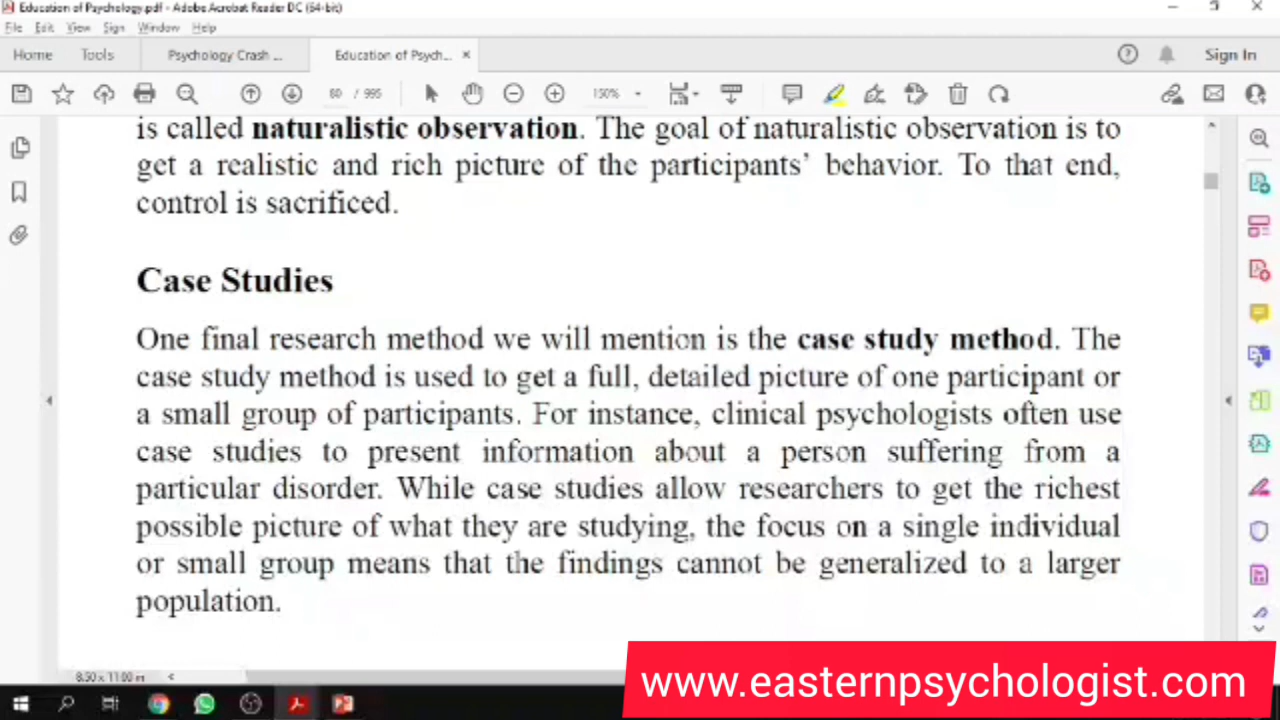 Education of Psychology.pdf - Adobe Acrobat Reader DC (64-bit)
File Edit View Sign Window Help
Home Tools Psychology Crash ... Education of Psych... × Sign In
80 / 995 150%
is called naturalistic observation. The goal of naturalistic observation is to
get a realistic and rich picture of the participants’ behavior. To that end,
control is sacrificed.
Case Studies
One final research method we will mention is the case study method. The
case study method is used to get a full, detailed picture of one participant or
a small group of participants. For instance, clinical psychologists often use
case studies to present information about a person suffering from a
particular disorder. While case studies allow researchers to get the richest
possible picture of what they are studying, the focus on a single individual
or small group means that the findings cannot be generalized to a larger
population.
8.50 x 11.00 in
www.easternpsychologist.com